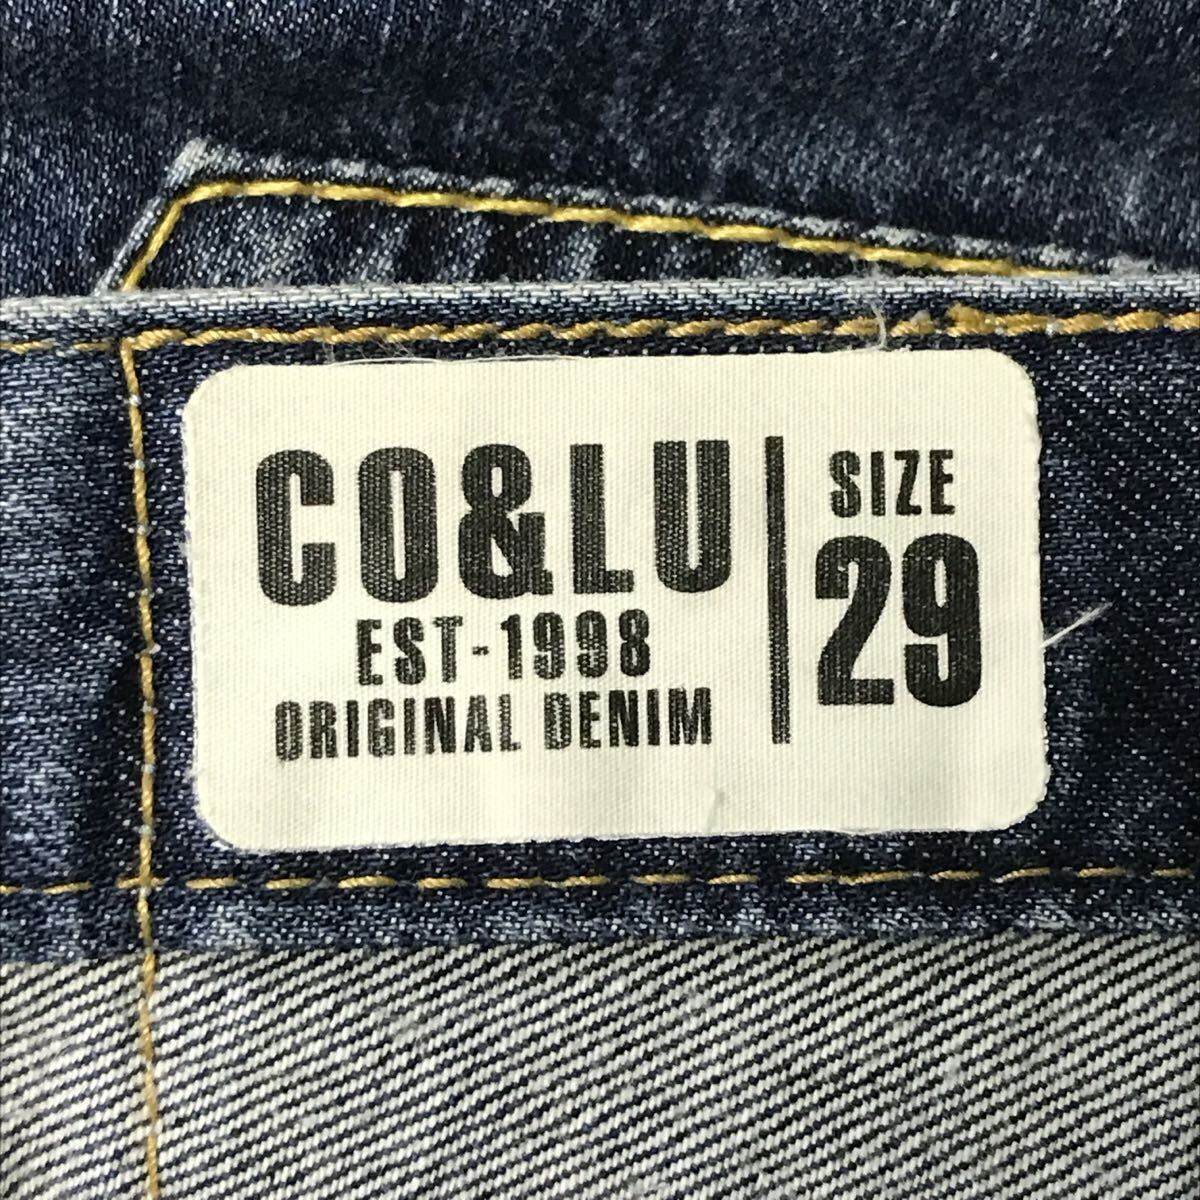 CO&LU
EST-1998
ORIGINAL DENIM
SIZE
29